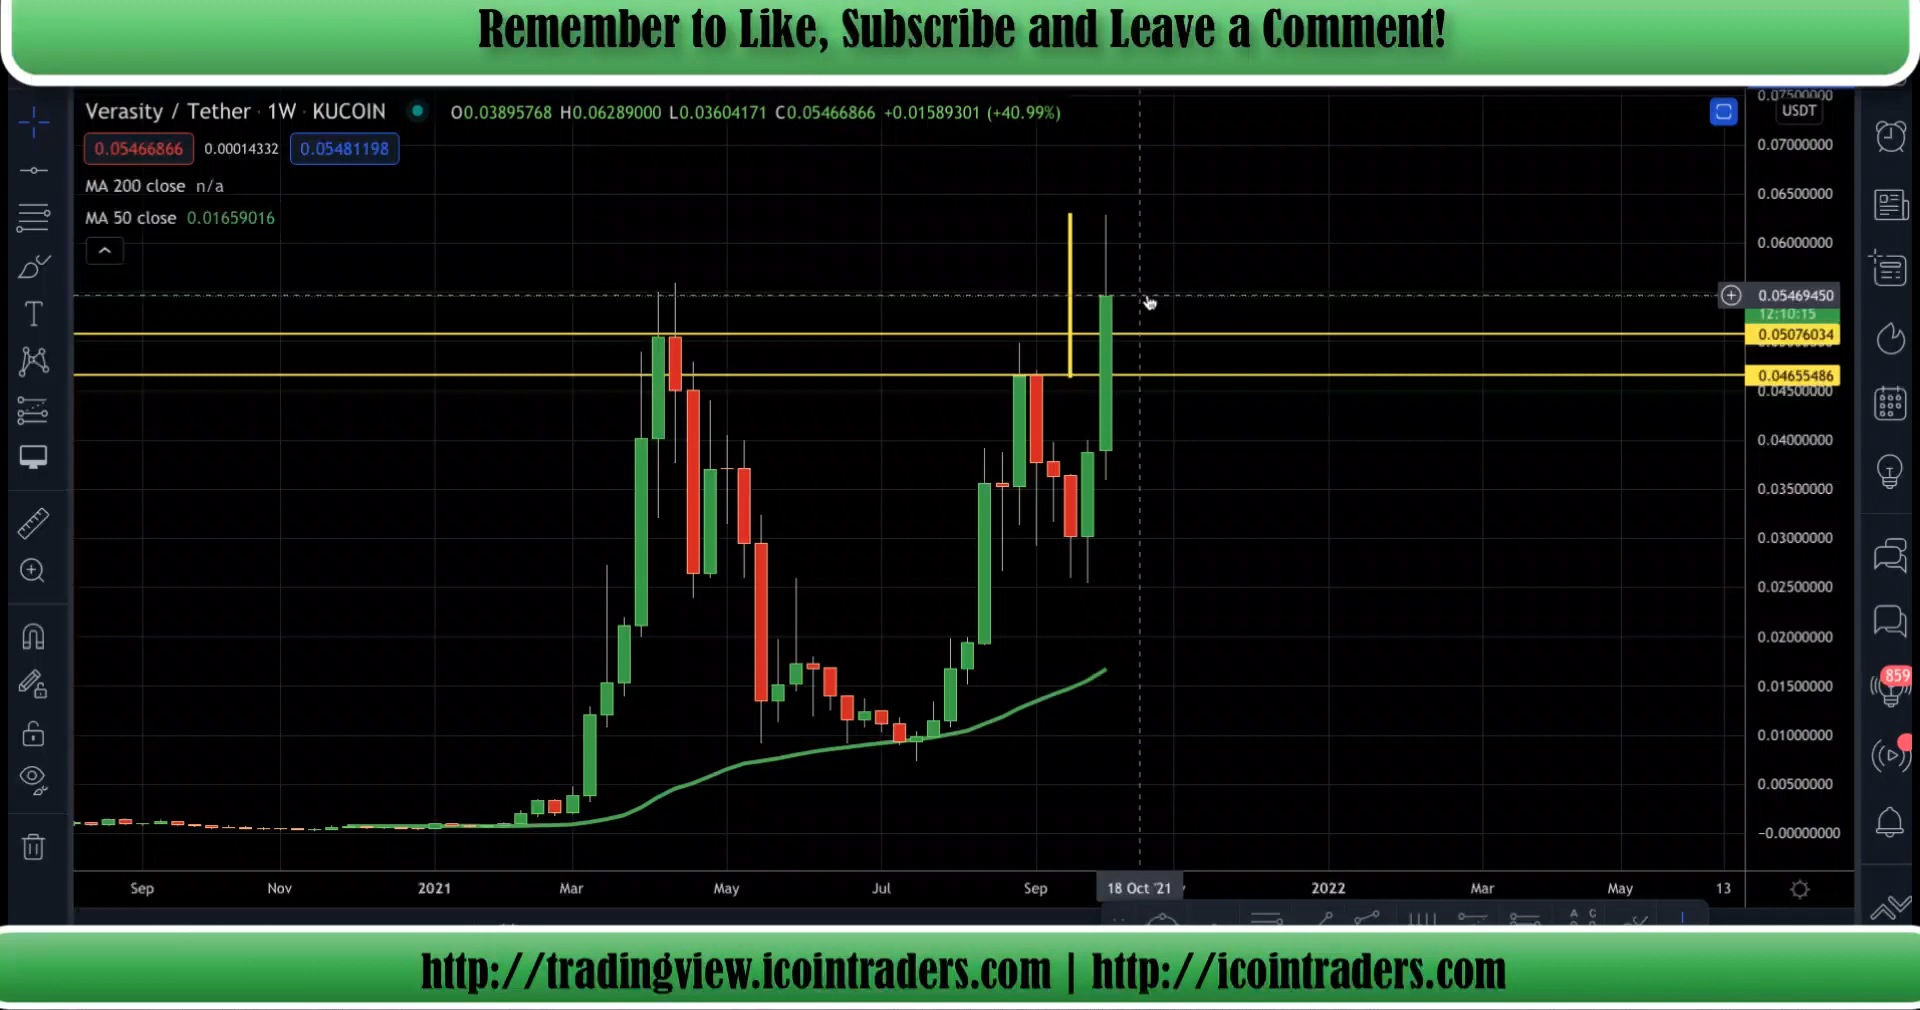 Remember to Like, Subscribe and Leave a Comment!
Verasity / Tether · 1W · KUCOIN O0.03895768 H0.06289000 L0.03604171 C0.05466866 +0.01589301 (+40.99%)
0.05466866 0.00014332 0.05481198
MA 200 close n/a
MA 50 close 0.01659016
0.07500000
USDT
0.07000000
0.06500000
0.06000000
0.05469450
12:10:15
0.05076034
0.04655486
0.04500000
0.04000000
0.03500000
0.03000000
0.02500000
0.02000000
0.01500000
0.01000000
0.00500000
-0.00000000
859
Sep Nov 2021 Mar May Jul Sep 18 Oct '21 2022 Mar May 13
http://tradingview.icointraders.com | http://icointraders.com